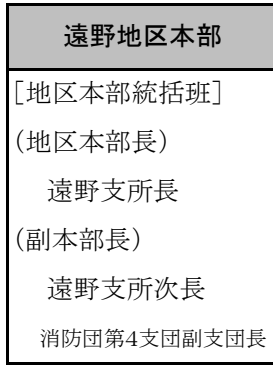 遠野地区本部
[地区本部統括班]
(地区本部長)
遠野支所長
(副本部長)
遠野支所次長
消防団第4支団副支団長